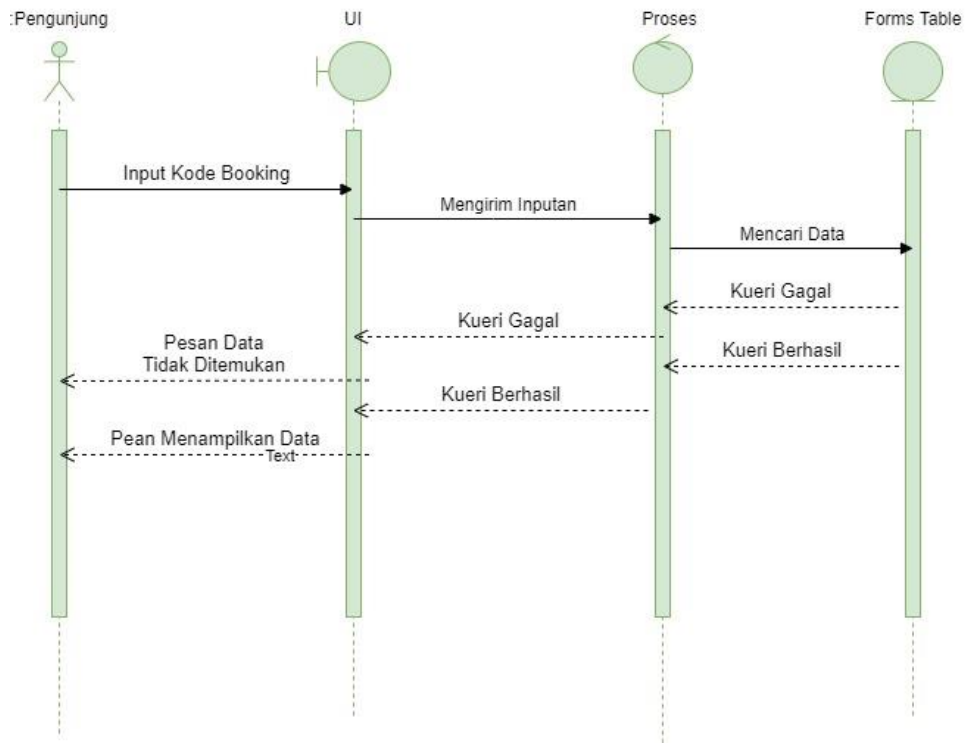 :Pengunjung
UI
Proses
Forms Table
Input Kode Booking
Mengirim Inputan
Mencari Data
Kueri Gagal
Kueri Gagal
Pesan Data
Tidak Ditemukan
Kueri Berhasil
Kueri Berhasil
Pean Menampilkan Data
Text